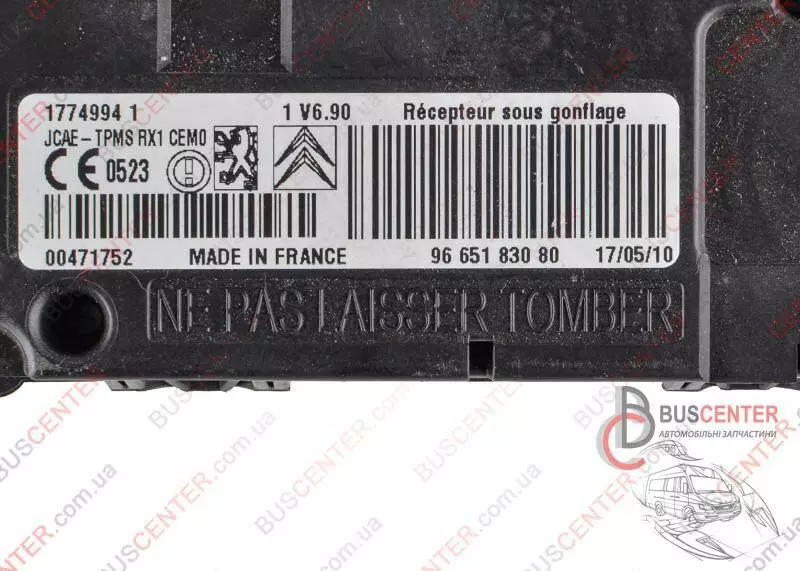 1774994 1 1 V6.90 Récepteur sous gonflage
JCAE-TPMS RX1 CEM0
CE 0523
00471752 MADE IN FRANCE 96 651 830 80 17/05/10
NE PAS LAISSER TOMBER
BUSCENTER
АВТОМОБІЛЬНІ ЗАПЧАСТИНИ
BUSCENTER.com.ua